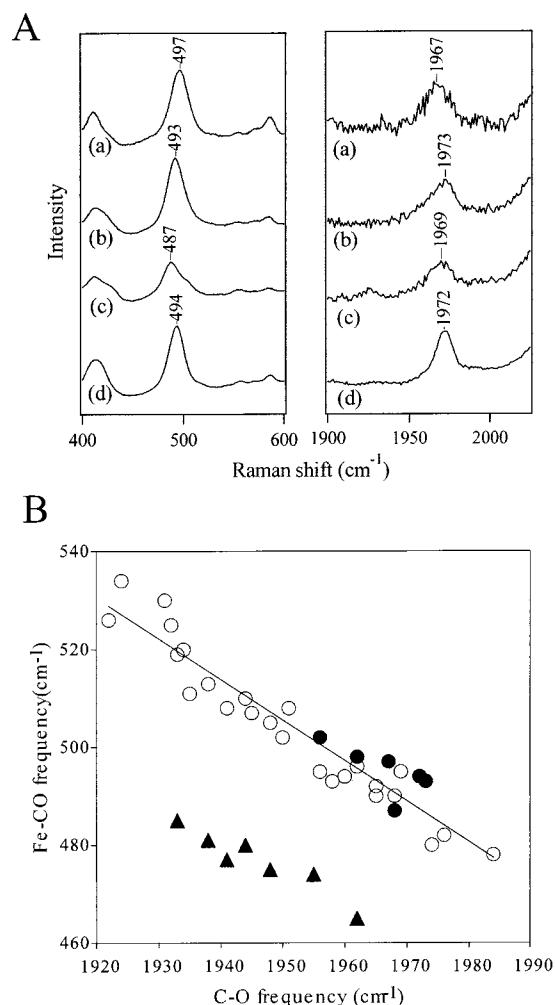 A
497
(a)
493
(b)
487
(c)
494
(d)
400 500 600
Intensity
1967
(a)
1973
(b)
1969
(c)
1972
(d)
1900 1950 2000
Raman shift (cm-1)
B
540
520
500
480
460
Fe-CO frequency(cm-1)
1920 1930 1940 1950 1960 1970 1980 1990
C-O frequency (cm-1)